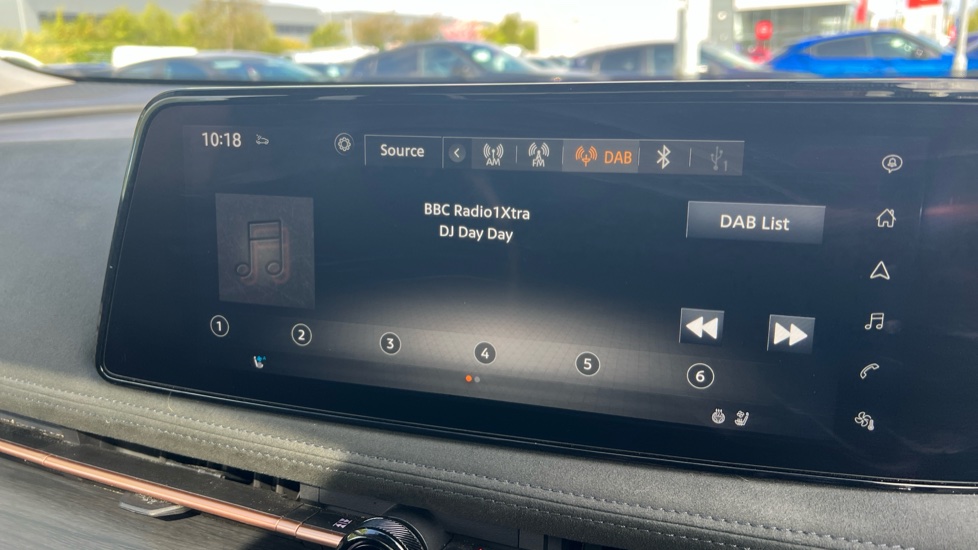 10:18
Source
AM
FM
DAB
1
BBC Radio1Xtra
DJ Day Day
DAB List
1
2
3
4
5
6